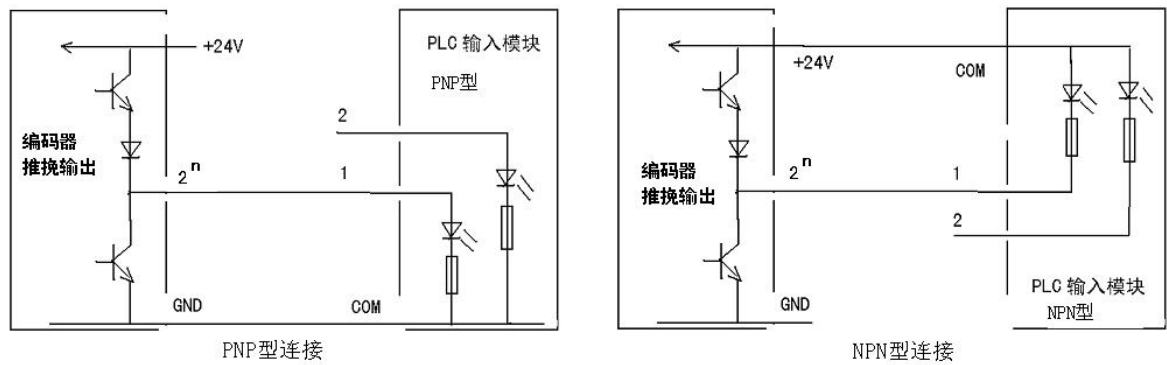 +24V
PLC 输入模块
PNP型
2
编码器
推挽输出
2ⁿ
1
GND
COM
PNP型连接
+24V
COM
编码器
推挽输出
2ⁿ
1
2
PLC 输入模块
NPN型
GND
NPN型连接